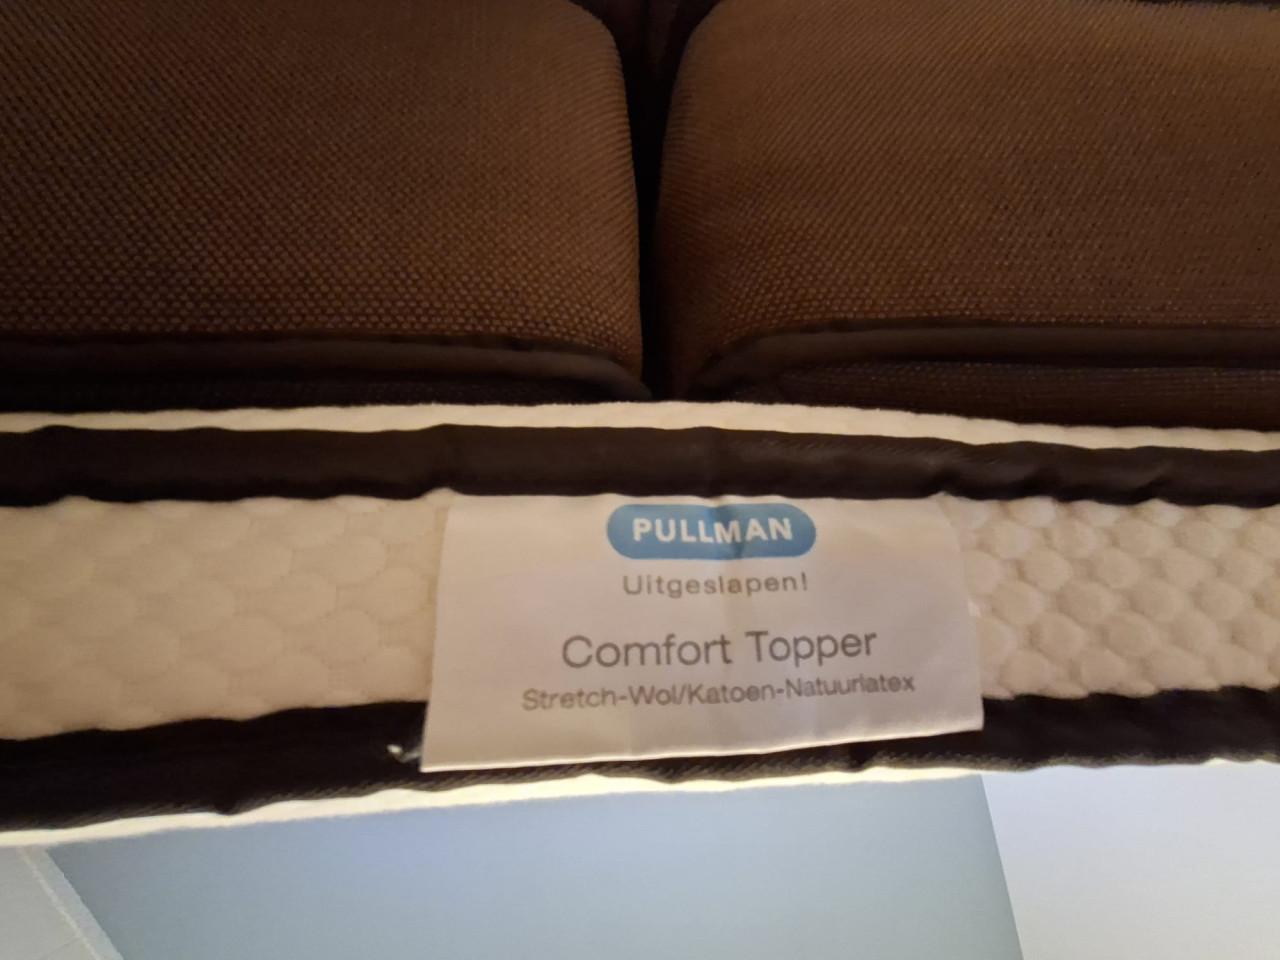 PULLMAN
Uitgeslapen!
Comfort Topper
Stretch-Wol/Katoen-Natuurlatex